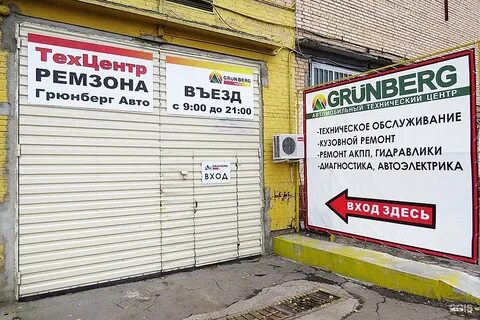 ТехЦентр
РЕМЗОНА
Грюнберг Авто
GRÜNBERG
ВЪЕЗД
с 9:00 до 21:00
ВХОД
GRÜNBERG
АВТОМОБИЛЬНЫЙ ТЕХНИЧЕСКИЙ ЦЕНТР
-ТЕХНИЧЕСКОЕ ОБСЛУЖИВАНИЕ
-КУЗОВНОЙ РЕМОНТ
-РЕМОНТ АКПП, ГИДРАВЛИКИ
-ДИАГНОСТИКА, АВТОЭЛЕКТРИКА
ВХОД ЗДЕСЬ